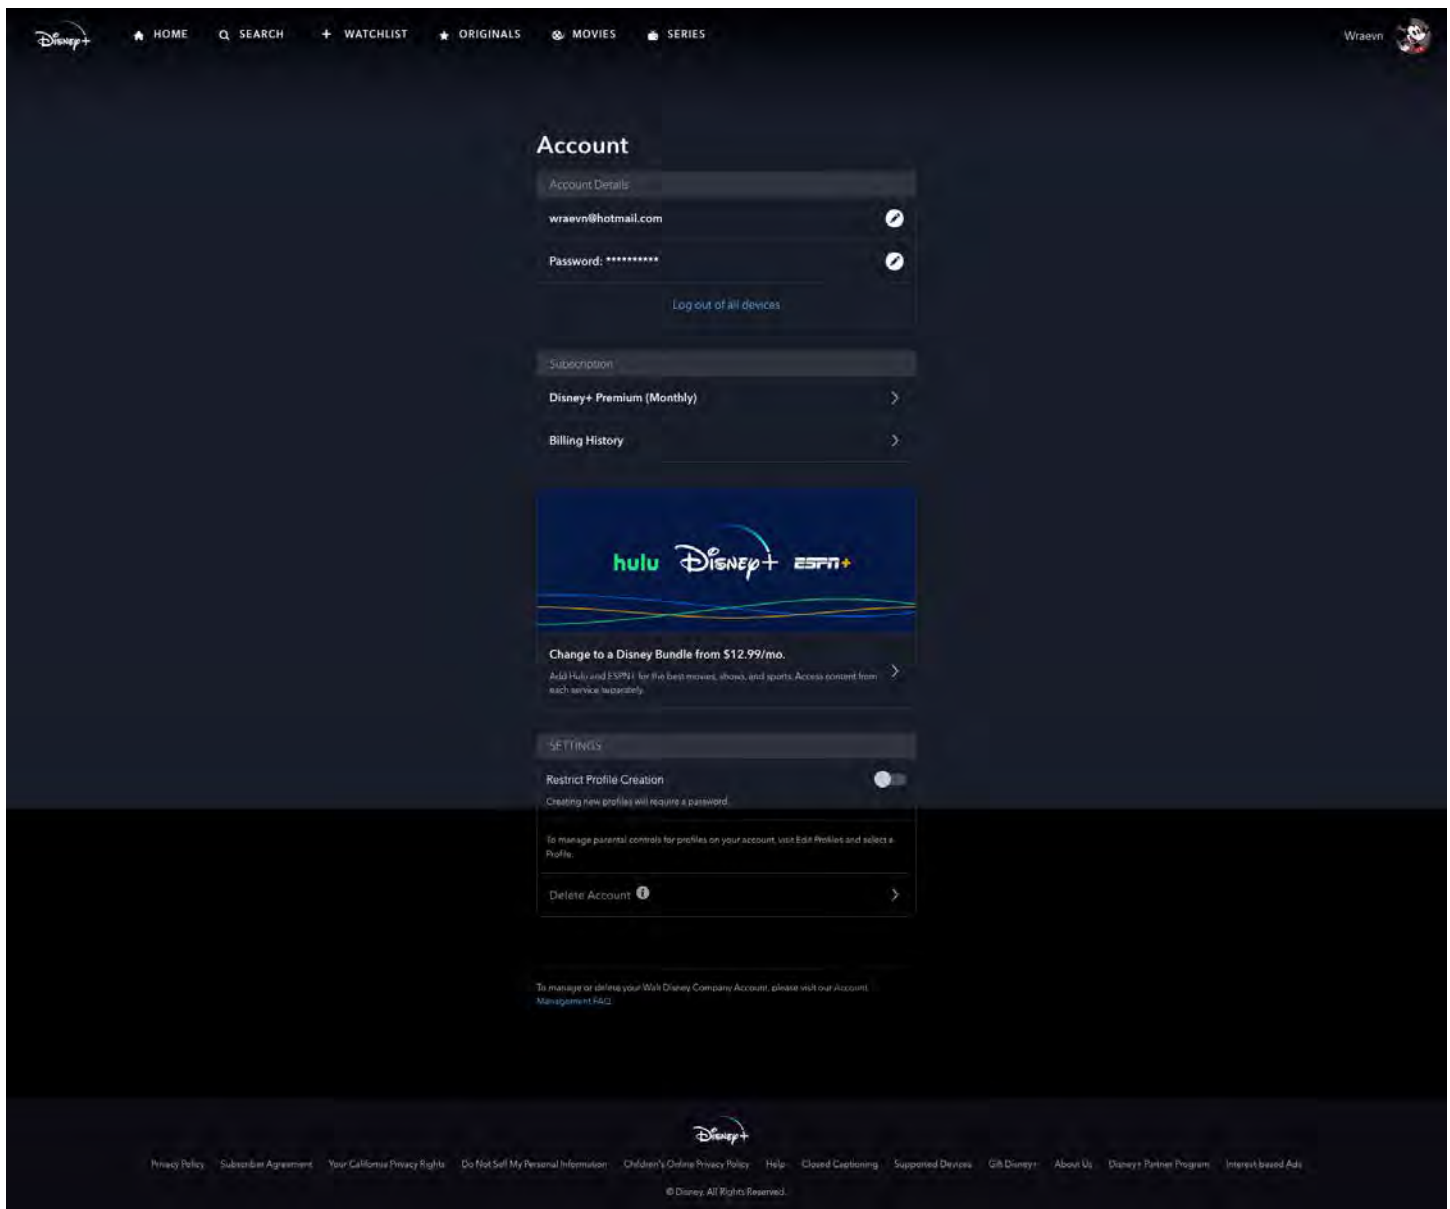 Disney+
HOME
SEARCH
WATCHLIST
ORIGINALS
MOVIES
SERIES
Wraevn
Account
Account Details
wraevn@hotmail.com
Password: **********
Log out of all devices
Subscription
Disney+ Premium (Monthly)
Billing History
hulu Disney+ ESPN+
Change to a Disney Bundle from $12.99/mo.
Add Hulu and ESPN+ for the best movies, shows, and sports. Access content from
each service separately.
SETTINGS
Restrict Profile Creation
Creating new profiles will require a password.
To manage parental controls for profiles on your account, visit Edit Profiles and select a
Profile.
Delete Account
To manage or delete your Walt Disney Company Account, please visit our Account
Management FAQ
Disney+
Privacy Policy Subscriber Agreement Your California Privacy Rights Do Not Sell My Personal Information Children's Online Privacy Policy Help Closed Captioning Supported Devices Gift Disney+ About Us Disney+ Partner Program Interest-based Ads
© Disney. All Rights Reserved.